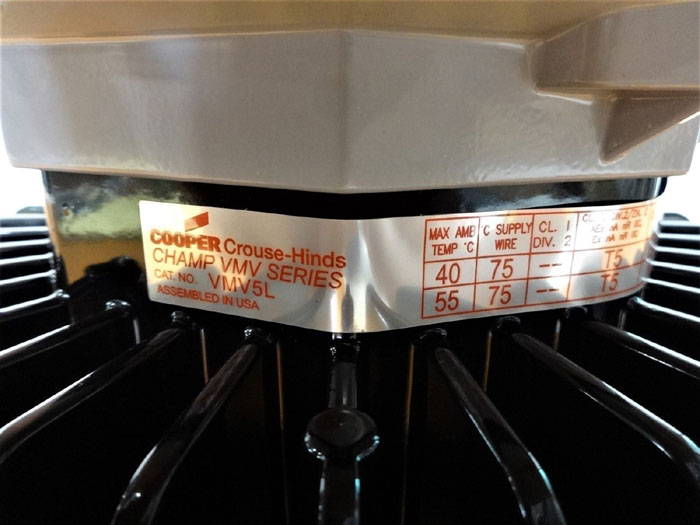 COOPER Crouse-Hinds
CHAMP VMV SERIES
CAT. NO. VMV5L
ASSEMBLED IN USA
MAX AMB °C SUPPLY CL. I
TEMP °C WIRE DIV. 2
40 75 -- T5
55 75 -- T5